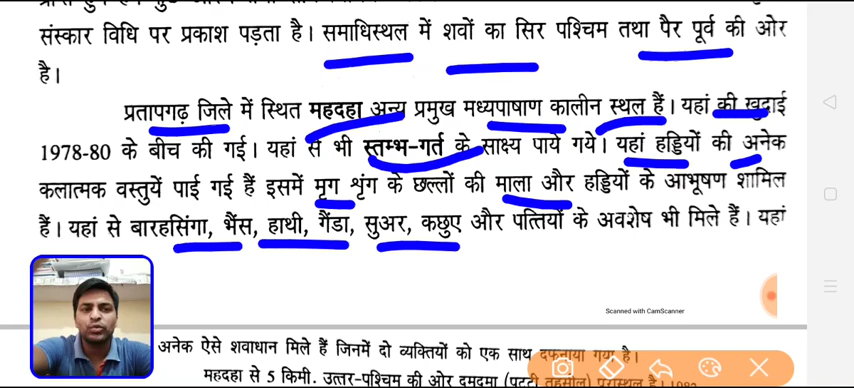 संस्कार विधि पर प्रकाश पड़ता है। समाधिस्थल में शवों का सिर पश्चिम तथा पैर पूर्व की ओर
है।
प्रतापगढ़ जिले में स्थित महदहा अन्य प्रमुख मध्यपाषाण कालीन स्थल हैं। यहां की खुदाई
1978-80 के बीच की गई। यहां से भी स्तम्भ-गर्त के साक्ष्य पाये गये। यहां हड्डियों की अनेक
कलात्मक वस्तुयें पाई गई हैं इसमें मृग श्रृंग के छल्लों की माला और हड्डियों के आभूषण शामिल
हैं। यहां से बारहसिंगा, भैंस, हाथी, गैंडा, सुअर, कछुए और पत्तियों के अवशेष भी मिले हैं। यहां
Scanned with CamScanner
अनेक ऐसे शवाधान मिले हैं जिनमें दो व्यक्तियों को एक साथ दफनाया गया है।
महदहा से 5 किमी. उत्तर-पश्चिम की ओर दमदमा (पट्टी तहसील) पुरास्थल है।